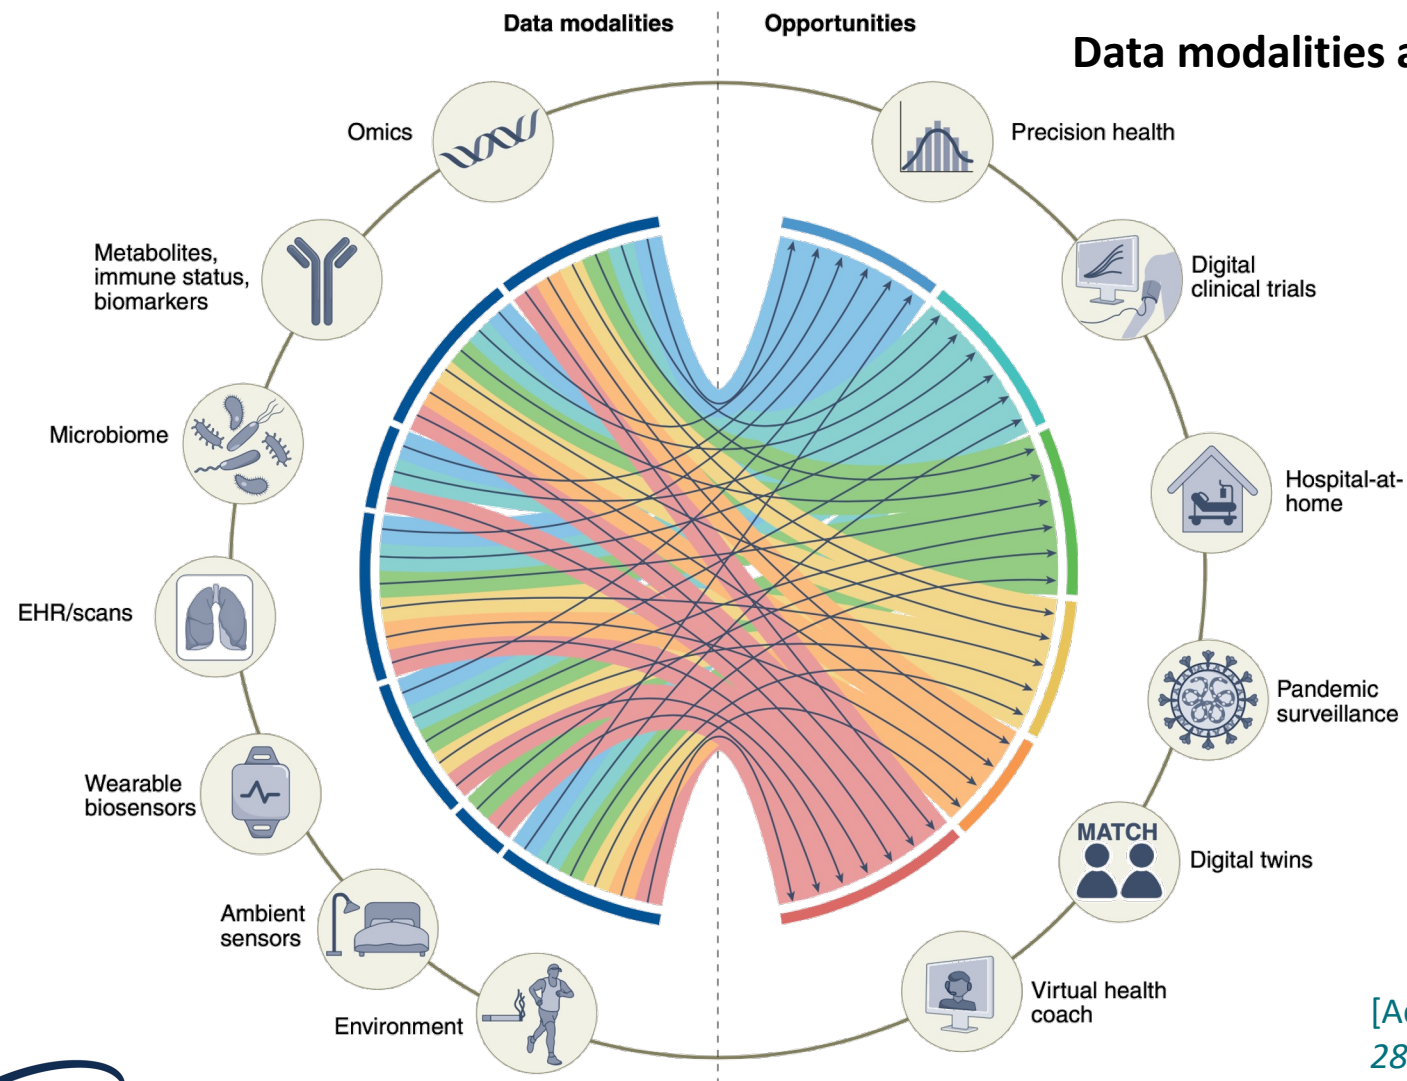 Data modalities
Opportunities
Data modalities a
Omics
Precision health
Metabolites,
immune status,
biomarkers
Digital
clinical trials
Microbiome
Hospital-at-
home
EHR/scans
Pandemic
surveillance
Wearable
biosensors
MATCH
Digital twins
Ambient
sensors
Virtual health
coach
Environment
[Ac
28